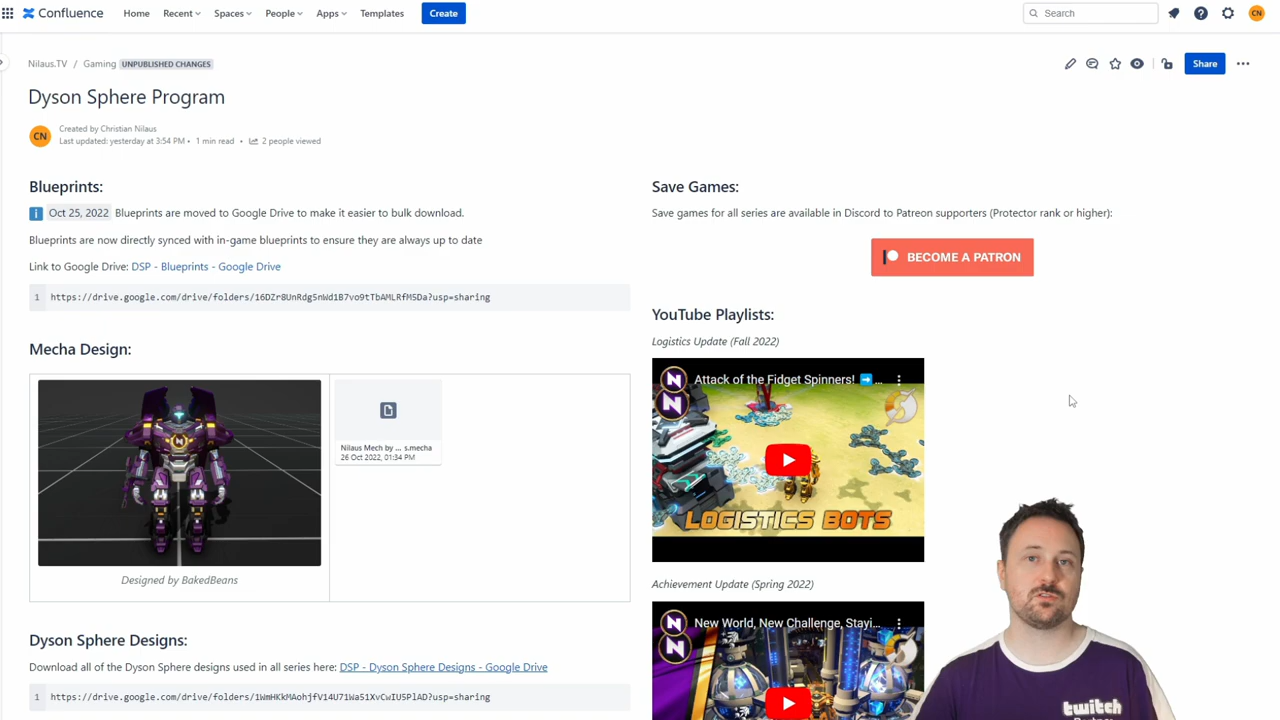 Confluence
Home
Recent
Spaces
People
Apps
Templates
Create
Search
CN
Nilaus.TV / Gaming UNPUBLISHED CHANGES
Share
Dyson Sphere Program
CN
Created by Christian Nilaus
Last updated: yesterday at 3:54 PM • 1 min read • 2 people viewed
Blueprints:
Oct 25, 2022 Blueprints are moved to Google Drive to make it easier to bulk download.
Blueprints are now directly synced with in-game blueprints to ensure they are always up to date
Link to Google Drive: DSP - Blueprints - Google Drive
1 https://drive.google.com/drive/folders/16DZr8UnRdg5nWd1B7vo9tTbAMLRfM5Da?usp=sharing
Mecha Design:
Nilaus Mech by ... s.mecha
26 Oct 2022, 01:34 PM
Designed by BakedBeans
Dyson Sphere Designs:
Download all of the Dyson Sphere designs used in all series here: DSP - Dyson Sphere Designs - Google Drive
1 https://drive.google.com/drive/folders/1WmHKkMAohjfV14U71Wa51XvCwIU5PlAD?usp=sharing
Save Games:
Save games for all series are available in Discord to Patreon supporters (Protector rank or higher):
BECOME A PATRON
YouTube Playlists:
Logistics Update (Fall 2022)
Attack of the Fidget Spinners! ➡️ ...
LOGISTICS BOTS
Achievement Update (Spring 2022)
New World, New Challenge, Stayi...
twitch